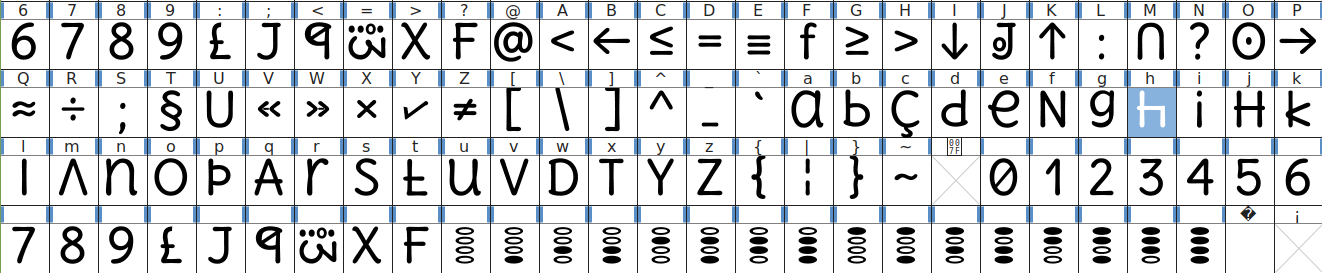 6 7 8 9 : ; < = > ? @ A B C D E F G H I J K L M N O P
6 7 8 9 £ J X F @ < ← ≤ = ≡ f ≥ > ↓ ↑ : ∩ ? ʘ →
Q R S T U V W X Y Z [ \ ] ^ _ ` a b c d e f g h i j k
≈ ÷ ; § U « » × ✓ ≠ [ \ ] ^ _ ` a b Ç d e N g i H k
l m n o p q r s t u v w x y z { | } ~ 007F
I Λ n O Þ A r S Ł U V D T Y Z { ¦ } ~ 0 1 2 3 4 5 6
� ¡
7 8 9 £ J X F